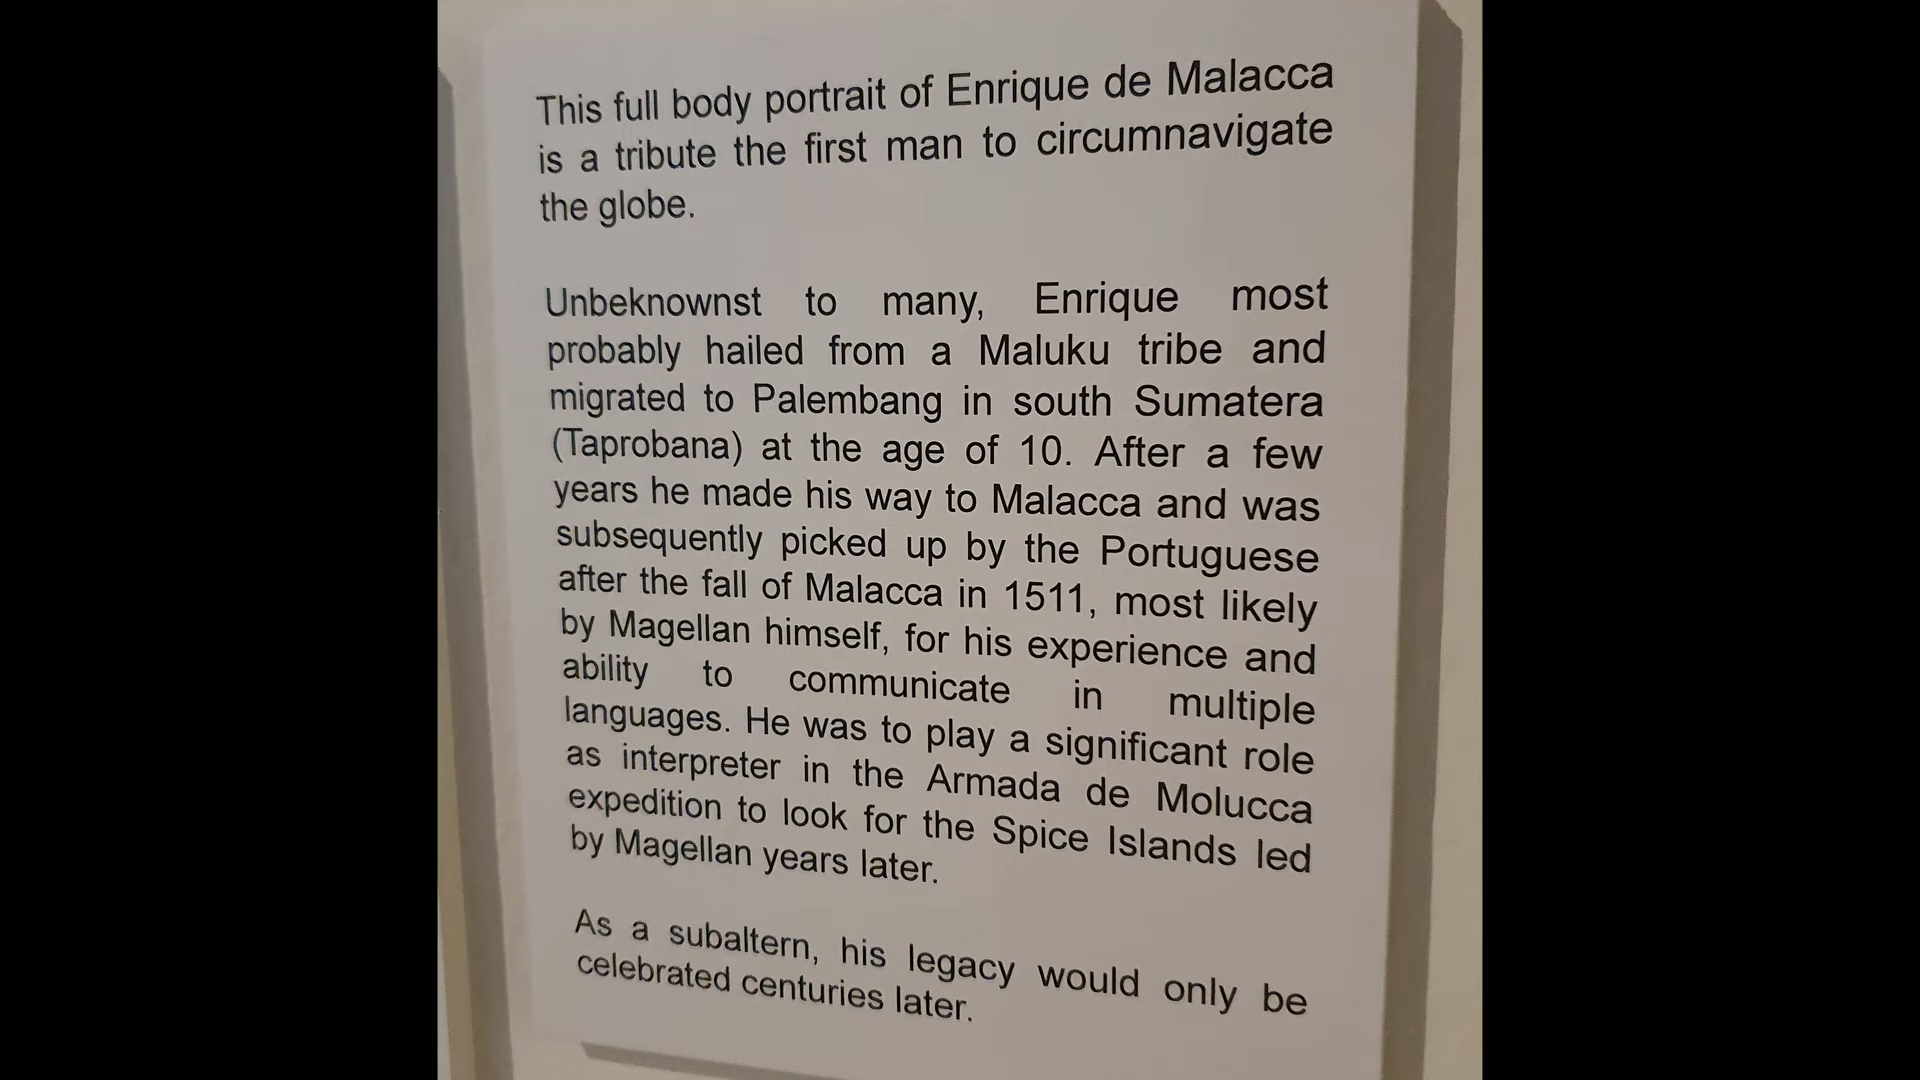 This full body portrait of Enrique de Malacca
is a tribute the first man to circumnavigate
the globe.
Unbeknownst to many, Enrique most
probably hailed from a Maluku tribe and
migrated to Palembang in south Sumatera
(Taprobana) at the age of 10. After a few
years he made his way to Malacca and was
subsequently picked up by the Portuguese
after the fall of Malacca in 1511, most likely
by Magellan himself, for his experience and
ability to communicate in multiple
languages. He was to play a significant role
as interpreter in the Armada de Molucca
expedition to look for the Spice Islands led
by Magellan years later.
As a subaltern, his legacy would only be
celebrated centuries later.